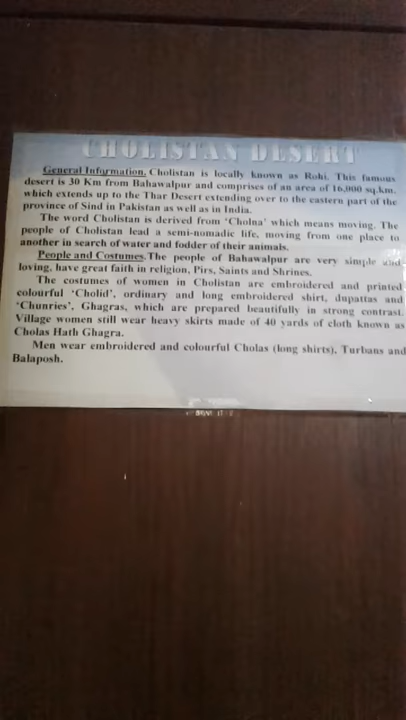 CHOLISTAN DESERT
General Information. Cholistan is locally known as Rohi. This famous
desert is 30 Km from Bahawalpur and comprises of an area of 16,000 sq.km.
which extends up to the Thar Desert extending over to the eastern part of the
province of Sind in Pakistan as well as in India.
The word Cholistan is derived from 'Cholna' which means moving. The
people of Cholistan lead a semi-nomadic life, moving from one place to
another in search of water and fodder of their animals.
People and Costumes. The people of Bahawalpur are very simple and
loving, have great faith in religion, Pirs, Saints and Shrines.
The costumes of women in Cholistan are embroidered and printed
colourful 'Cholid', ordinary and long embroidered shirt, dupattas and
'Chunries', Ghagras, which are prepared beautifully in strong contrast.
Village women still wear heavy skirts made of 40 yards of cloth known as
Cholas Hath Ghagra.
Men wear embroidered and colourful Cholas (long shirts), Turbans and
Balaposh.